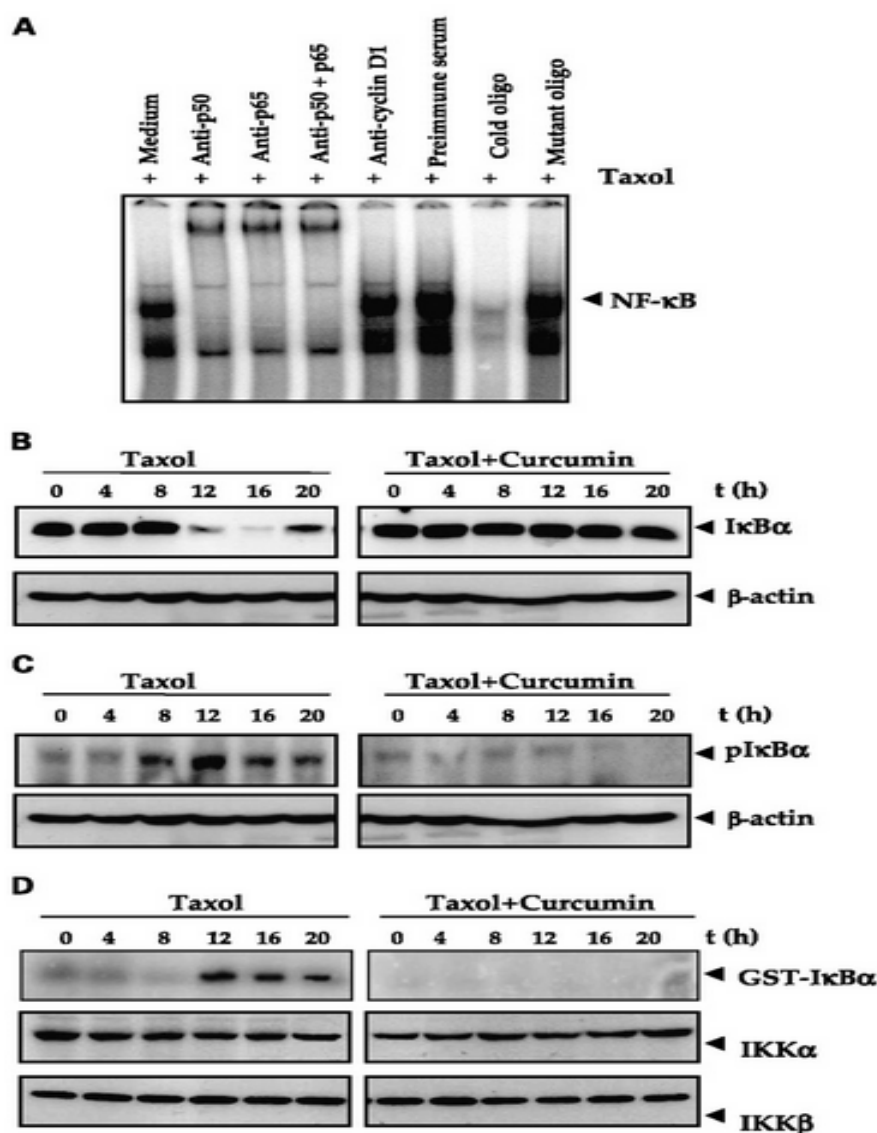 A
+ Medium
+ Anti-p50
+ Anti-p65
+ Anti-p50 + p65
+ Anti-cyclin D1
+ Preimmune serum
+ Cold oligo
+ Mutant oligo
Taxol
NF-κB
B
Taxol Taxol+Curcumin
0 4 8 12 16 20 0 4 8 12 16 20 t (h)
IκBα
β-actin
C
Taxol Taxol+Curcumin
0 4 8 12 16 20 0 4 8 12 16 20 t (h)
pIκBα
β-actin
D
Taxol Taxol+Curcumin
0 4 8 12 16 20 0 4 8 12 16 20 t (h)
GST-IκBα
IKKα
IKKβ